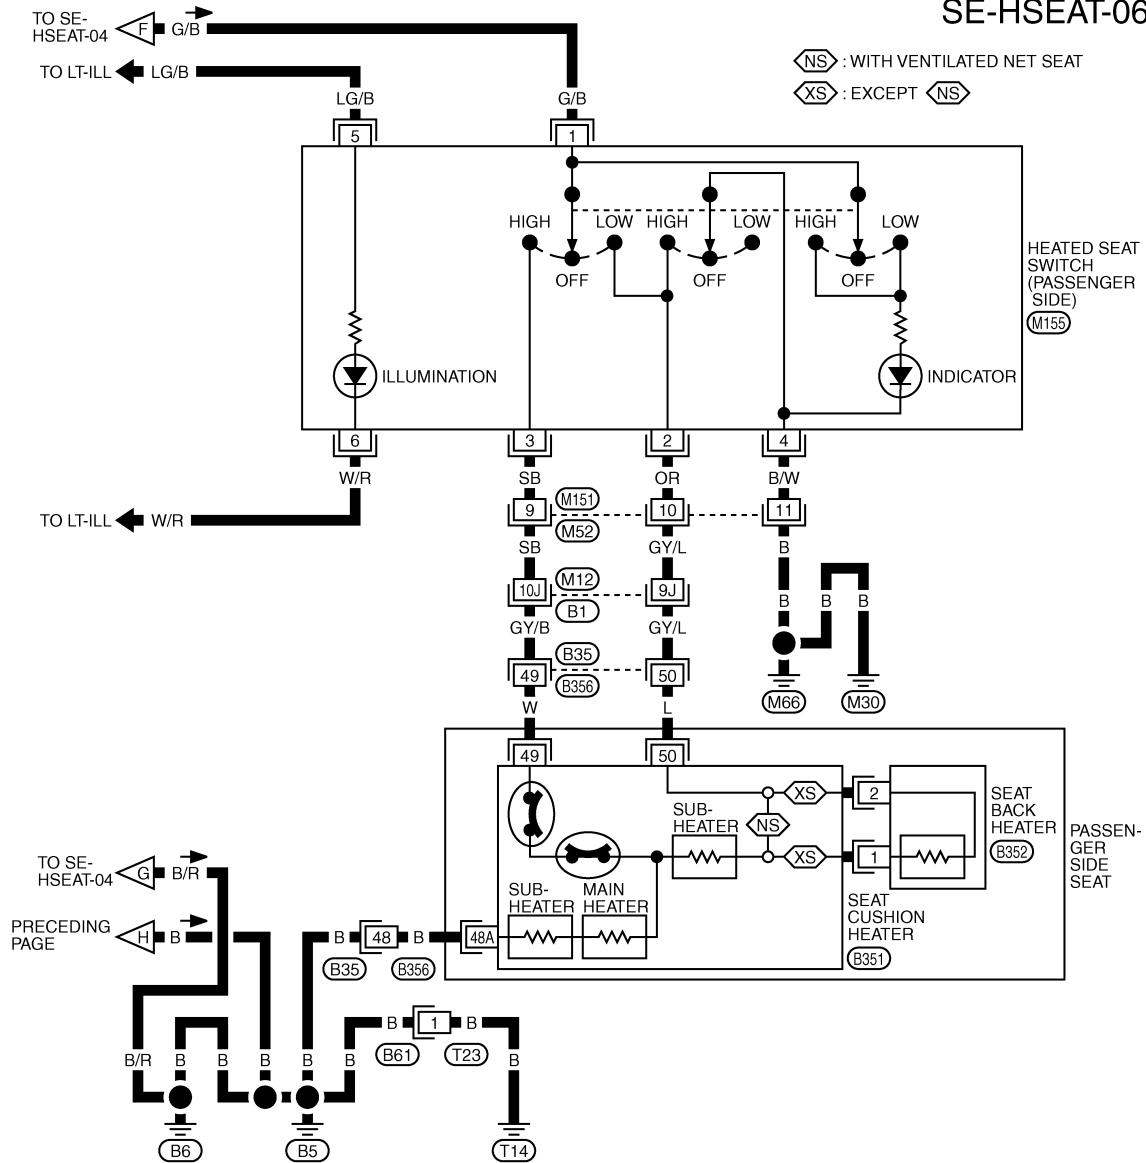 SE-HSEAT-06
TO SE-
HSEAT-04
F
G/B
TO LT-ILL
LG/B
NS : WITH VENTILATED NET SEAT
XS : EXCEPT NS
LG/B
G/B
5
1
HIGH
LOW
HIGH
LOW
HIGH
LOW
OFF
OFF
OFF
HEATED SEAT
SWITCH
(PASSENGER
SIDE)
M155
ILLUMINATION
INDICATOR
6
3
2
4
W/R
SB
OR
B/W
TO LT-ILL
W/R
9
M151
M52
10
11
SB
GY/L
B
10J
M12
B1
9J
B
B
B
GY/B
GY/L
49
B35
B356
50
M66
M30
W
L
49
50
SUB-
HEATER
NS
XS
2
XS
1
SEAT
BACK
HEATER
B352
PASSEN-
GER
SIDE
SEAT
TO SE-
HSEAT-04
G
B/R
SUB-
HEATER
MAIN
HEATER
SEAT
CUSHION
HEATER
B351
PRECEDING
PAGE
H
B
B
48
B
48A
B35
B356
B
1
B
B61
T23
B/R
B
B
B
B
B
B
B6
B5
T14